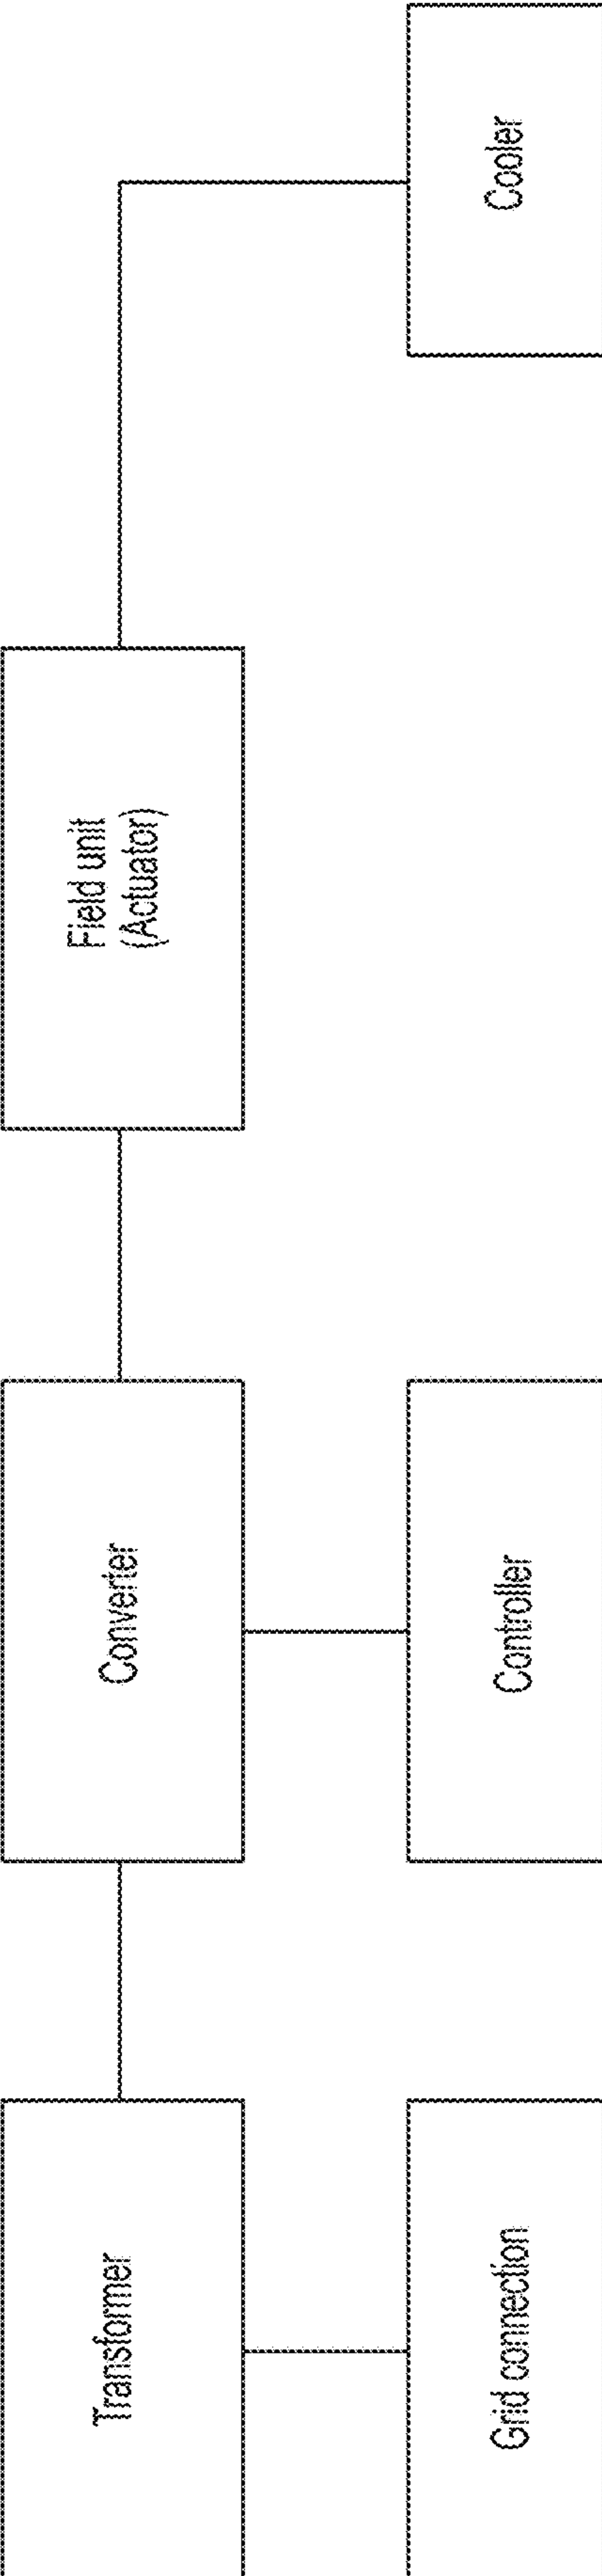 Transformer
Converter
Field unit
(Actuator)
Grid connection
Controller
Cooler